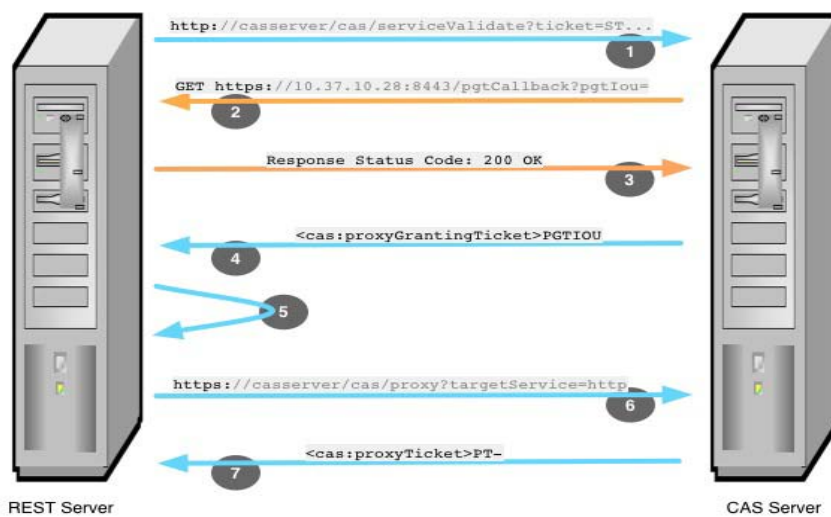 http://casserver/cas/serviceValidate?ticket=ST...
1
GET https://10.37.10.28:8443/pgtCallback?pgtIou=
2
Response Status Code: 200 OK
3
<cas:proxyGrantingTicket>PGTIOU
4
5
https://casserver/cas/proxy?targetService=http
6
<cas:proxyTicket>PT-
7
REST Server
CAS Server